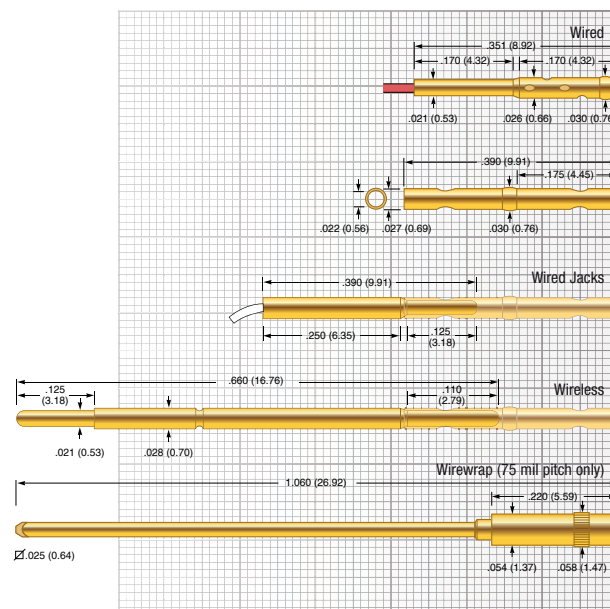 Wired
.351 (8.92)
.170 (4.32) .170 (4.32)
.021 (0.53) .026 (0.66) .030 (0.76
.390 (9.91)
.175 (4.45)
.022 (0.56) .027 (0.69) .030 (0.76)
Wired Jacks
.390 (9.91)
.250 (6.35) .125
(3.18)
Wireless
.660 (16.76)
.125 .110
(3.18) (2.79)
.021 (0.53) .028 (0.70)
Wirewrap (75 mil pitch only)
1.060 (26.92)
.220 (5.59)
.025 (0.64) .054 (1.37) .058 (1.47)